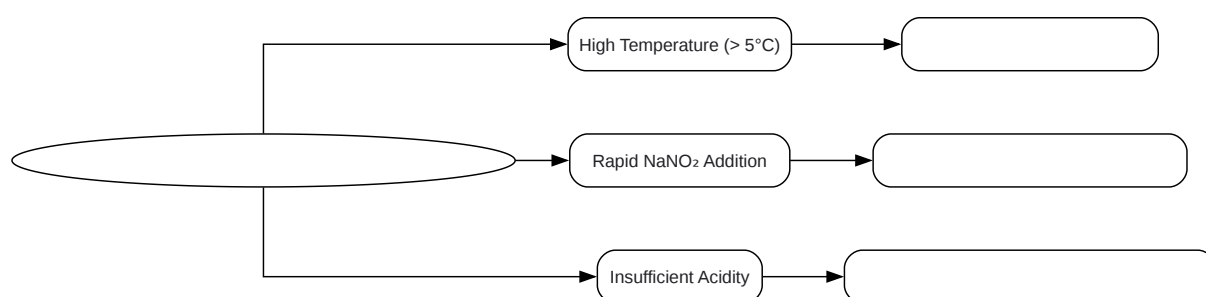 High Temperature (> 5°C)
Rapid NaNO₂ Addition
Insufficient Acidity